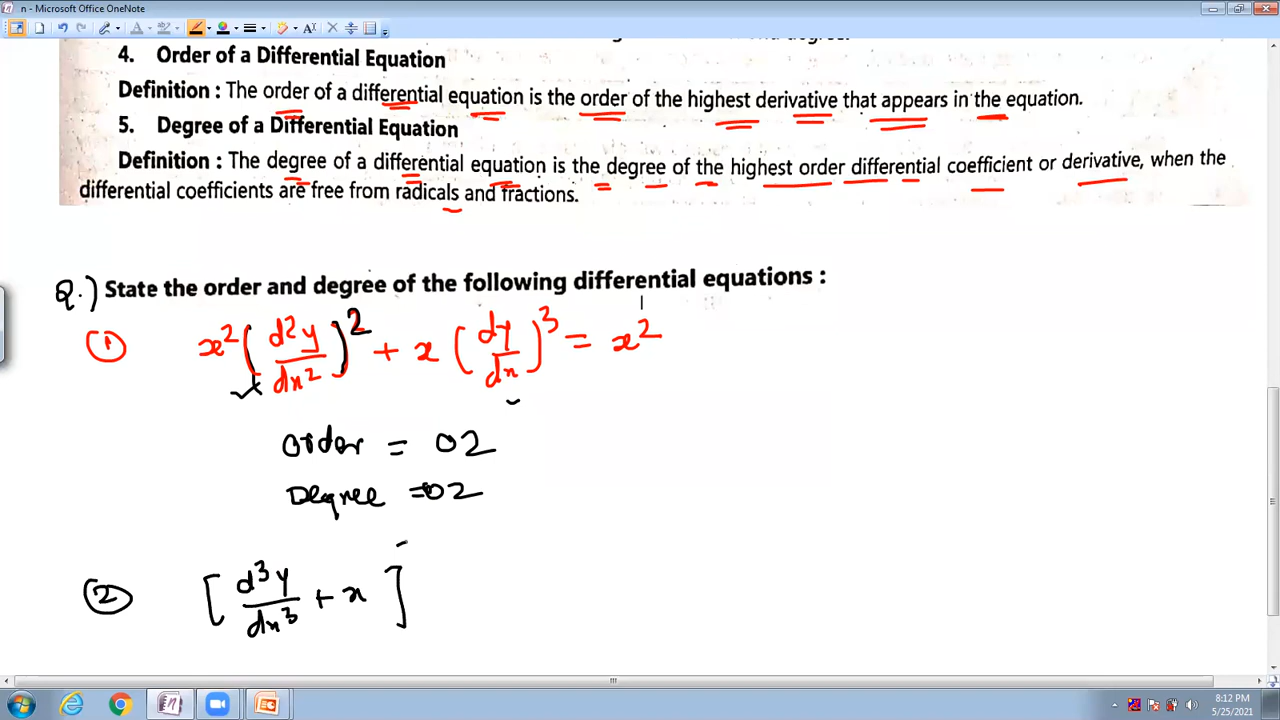 n - Microsoft Office OneNote
4. Order of a Differential Equation
Definition : The order of a differential equation is the order of the highest derivative that appears in the equation.
5. Degree of a Differential Equation
Definition : The degree of a differential equation is the degree of the highest order differential coefficient or derivative, when the
differential coefficients are free from radicals and fractions.
Q.) State the order and degree of the following differential equations :
① x² (d²y/dx²)² + x (dy/dx)³ = x²
Order = 02
Degree = 02
② [d³y/dx³ + x]
8:12 PM
5/25/2021